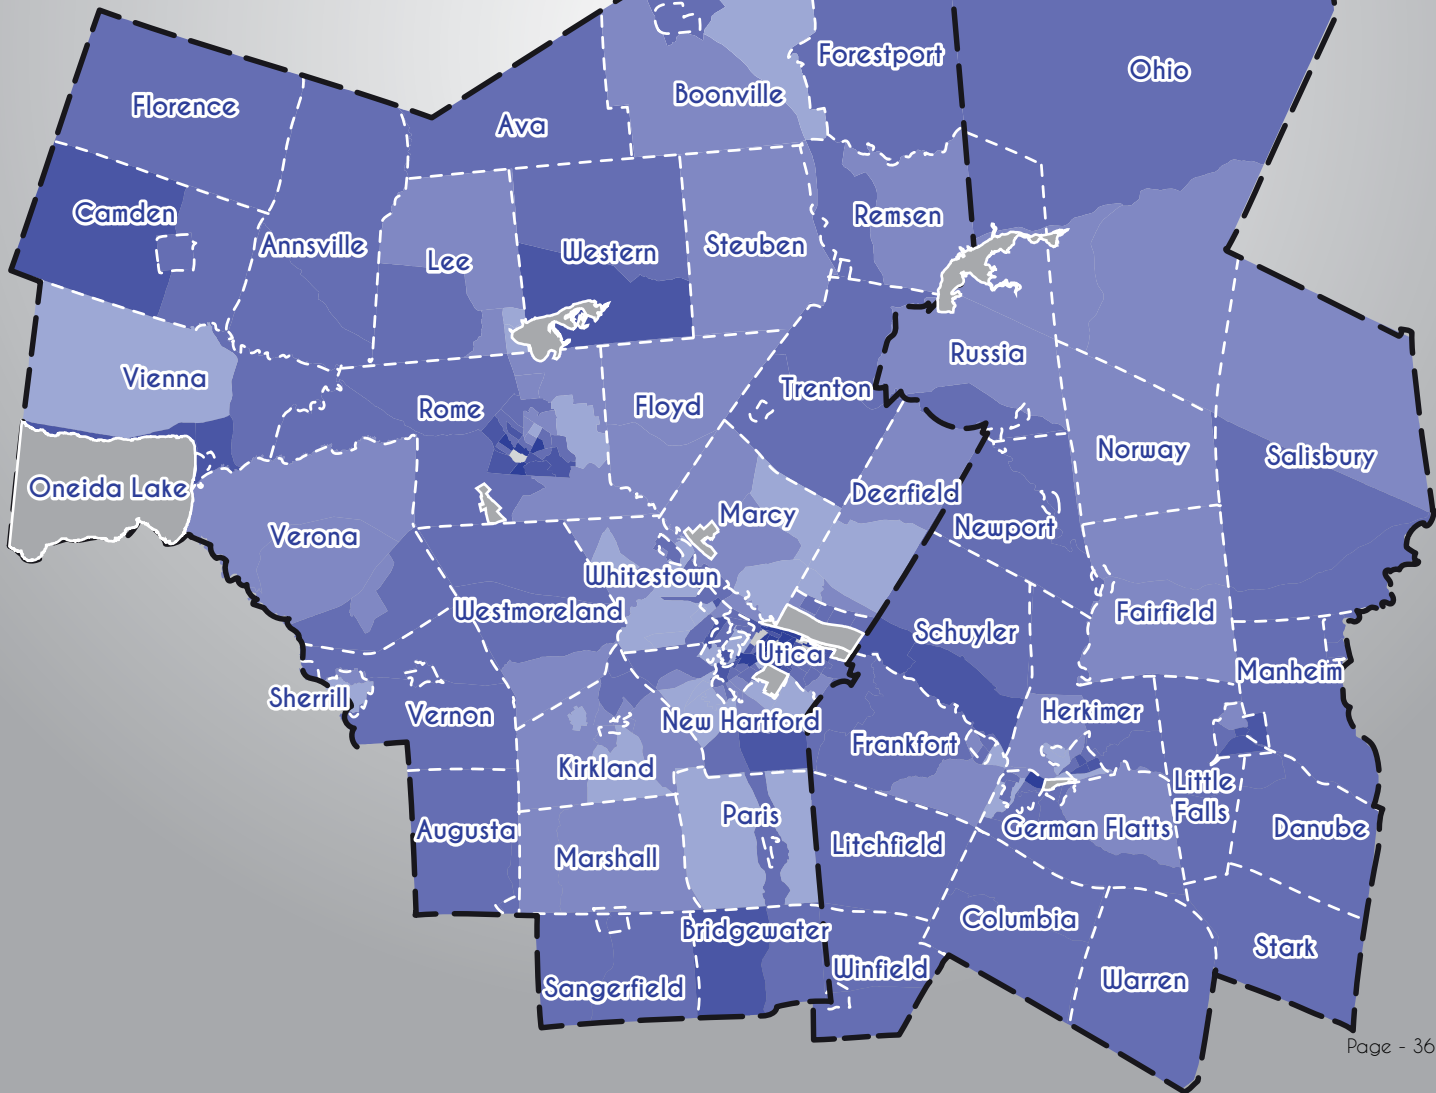 Forestport
Ohio
Boonville
Florence
Ava
Camden
Remsen
Annsville
Western
Steuben
Lee
Russia
Vienna
Trenton
Rome
Floyd
Norway
Salisbury
Oneida Lake
Deerfield
Marcy
Newport
Verona
Whitestown
Westmoreland
Fairfield
Schuyler
Utica
Manheim
Sherrill
Vernon
New Hartford
Herkimer
Frankfort
Kirkland
Little
Falls
Paris
Augusta
German Flatts
Danube
Litchfield
Marshall
Columbia
Bridgewater
Stark
Winfield
Warren
Sangerfield
Page - 36